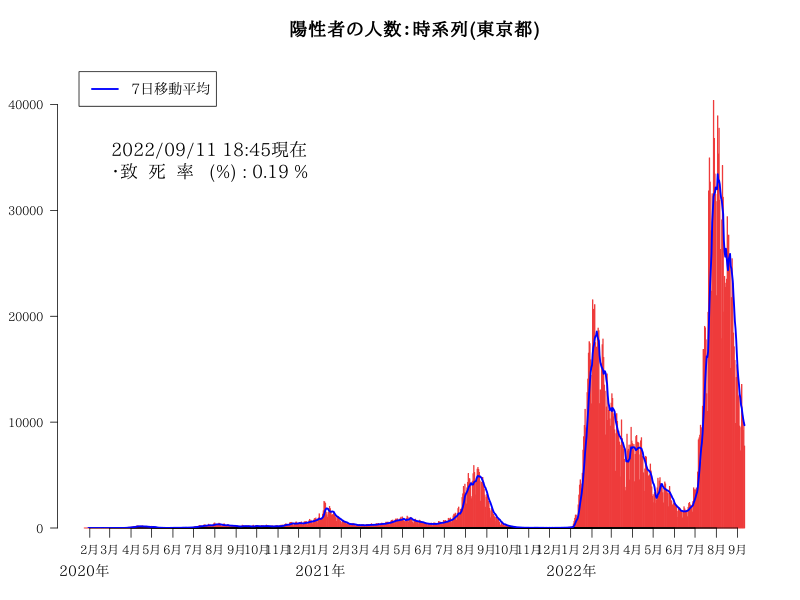 陽性者の人数:時系列(東京都)
7日移動平均
2022/09/11 18:45現在
・致 死 率 (%) : 0.19 %
40000
30000
20000
10000
0
2月 3月 4月 5月 6月 7月 8月 9月 10月 11月 12月 1月 2月 3月 4月 5月 6月 7月 8月 9月 10月 11月 12月 1月 2月 3月 4月 5月 6月 7月 8月 9月
2020年 2021年 2022年